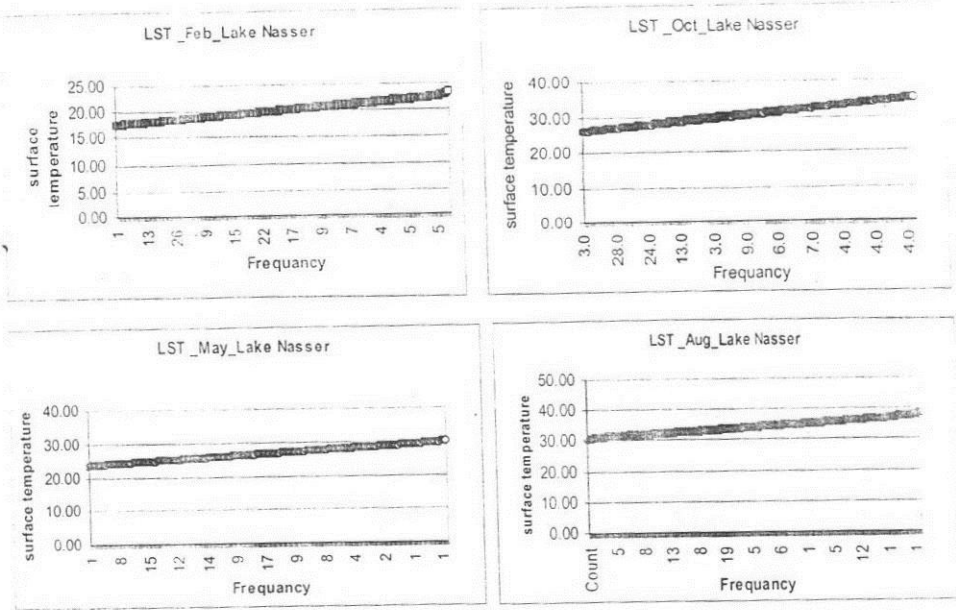 LST _Feb_Lake Nasser
surface temperature
25.00
20.00
15.00
10.00
5.00
0.00
1 13 26 9 15 22 17 9 7 4 5 5
Frequancy
LST _Oct_Lake Nasser
surface temperature
40.00
30.00
20.00
10.00
0.00
3.0 28.0 24.0 13.0 3.0 9.0 6.0 7.0 4.0 4.0 4.0
Frequancy
LST _May_Lake Nasser
surface temperature
40.00
30.00
20.00
10.00
0.00
1 8 15 12 14 9 17 9 8 4 2 1 1
Frequancy
LST _Aug_Lake Nasser
surface temperature
50.00
40.00
30.00
20.00
10.00
0.00
Count 5 8 13 8 19 5 6 1 5 12 1 1
Frequancy